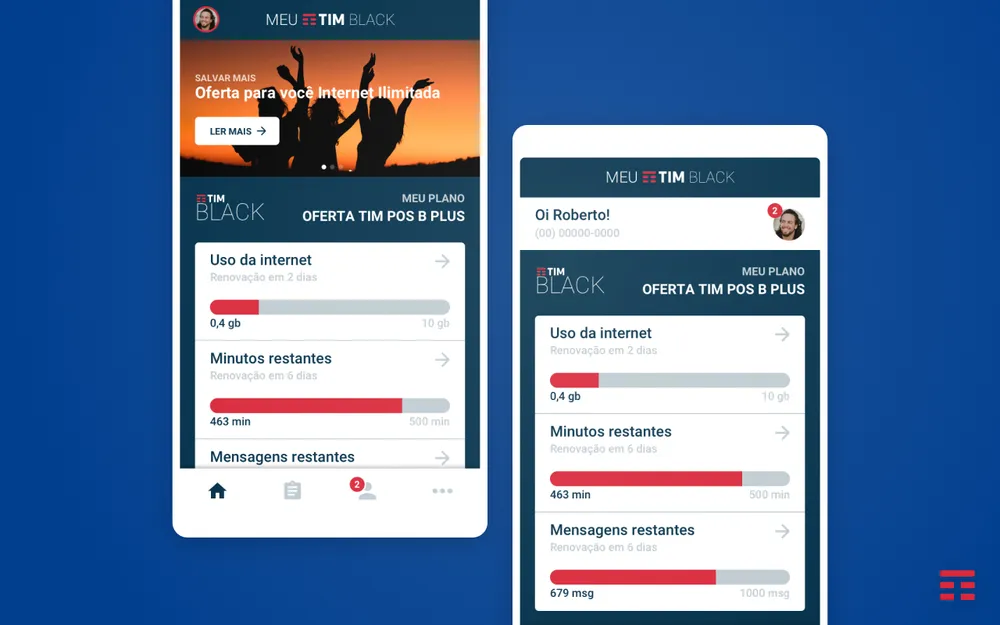 MEU TIM BLACK
SALVAR MAIS
Oferta para você Internet Ilimitada
LER MAIS
TIM
BLACK
MEU PLANO
OFERTA TIM POS B PLUS
Uso da internet
Renovação em 2 dias
0,4 gb
10 gb
Minutos restantes
Renovação em 6 dias
463 min
500 min
Mensagens restantes
2
MEU TIM BLACK
Oi Roberto!
(00) 00000-0000
2
TIM
BLACK
MEU PLANO
OFERTA TIM POS B PLUS
Uso da internet
Renovação em 2 dias
0,4 gb
10 gb
Minutos restantes
Renovação em 6 dias
463 min
500 min
Mensagens restantes
Renovação em 6 dias
679 msg
1000 msg